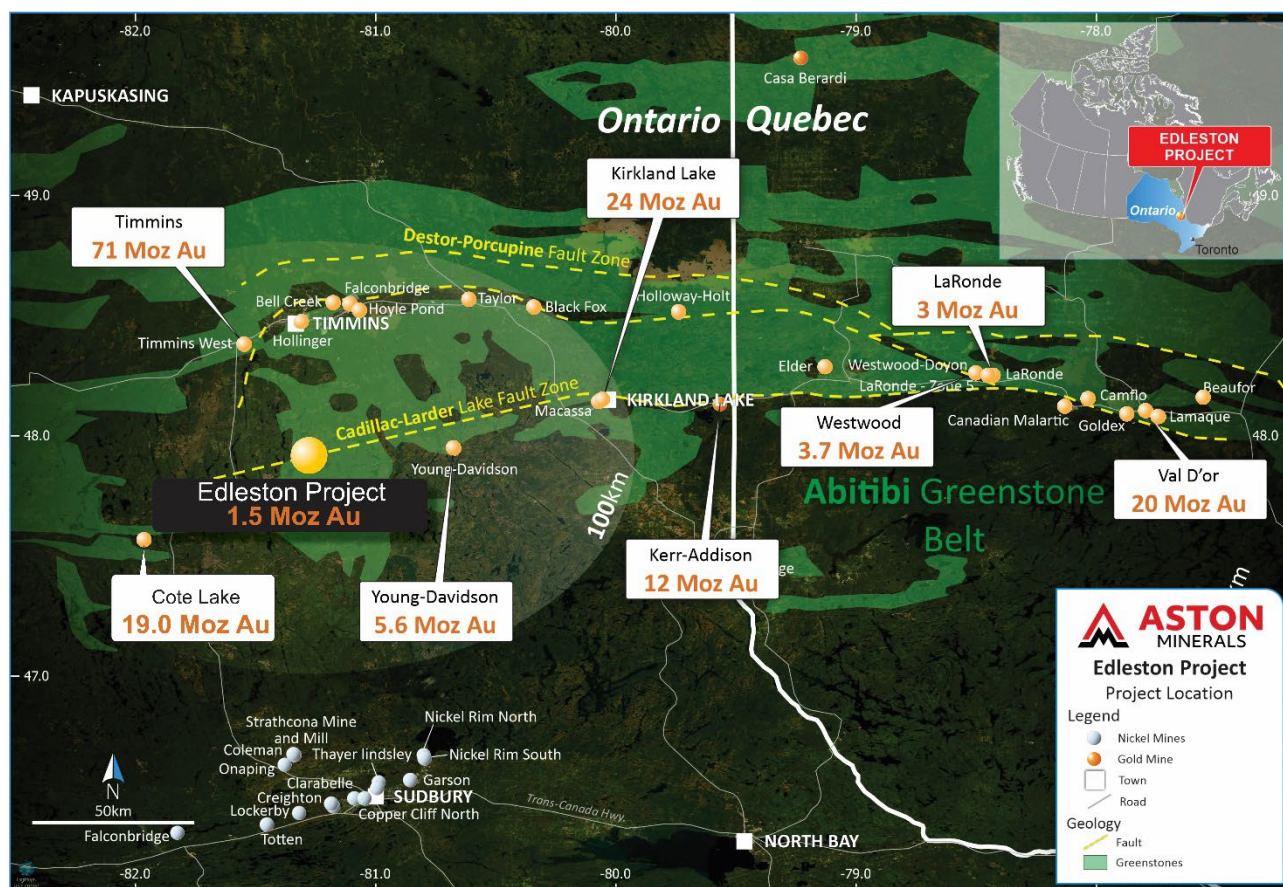 -82.0
-81.0
-80.0
-79.0
-78.0
KAPUSKASING
Casa Berardi
Ontario
Quebec
EDLESTON
PROJECT
Ontario
Toronto
49.0
49.0
Kirkland Lake
24 Moz Au
Timmins
71 Moz Au
Destor-Porcupine Fault Zone
LaRonde
3 Moz Au
Bell Creek
Falconbridge
Hoyle Pond
TIMMINS
Hollinger
Timmins West
Taylor
Black Fox
Holloway-Holt
Elder
Westwood-Doyon
LaRonde
LaRonde - Zone 5
Cadillac-Larder Lake Fault Zone
Macassa
KIRKLAND LAKE
Camflo
Beaufor
Canadian Malartic
Goldex
Lamaque
48.0
48.0
Westwood
3.7 Moz Au
Young-Davidson
Edleston Project
1.5 Moz Au
100km
Val D'or
20 Moz Au
Abitibi Greenstone
Belt
Kerr-Addison
12 Moz Au
Cote Lake
19.0 Moz Au
Young-Davidson
5.6 Moz Au
47.0
ASTON
MINERALS
Edleston Project
Project Location
Legend
Nickel Mines
Gold Mine
Town
Road
Geology
Fault
Greenstones
Strathcona Mine
and Mill
Nickel Rim North
Coleman
Thayer lindsley
Nickel Rim South
Onaping
Clarabelle
Garson
Creighton
SUDBURY
Lockerby
Copper Cliff North
Totten
Falconbridge
Trans-Canada Hwy.
NORTH BAY
N
50km
-82.0
-81.0
-80.0
-79.0